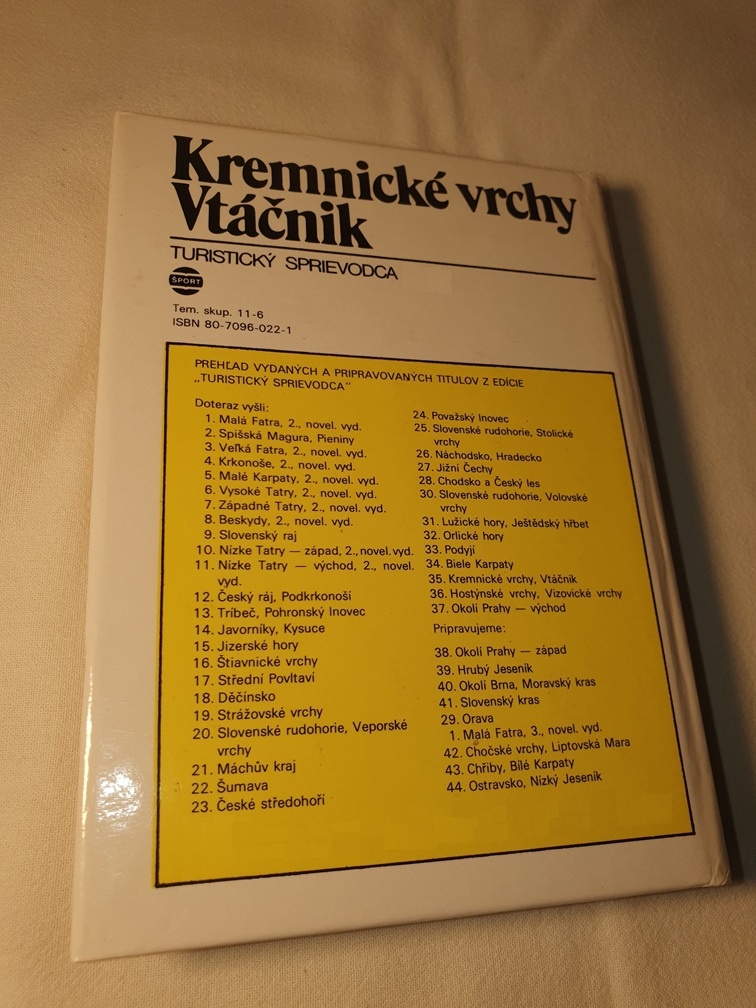 Kremnické vrchy
Vtáčnik
TURISTICKÝ SPRIEVODCA
ŠPORT
Tem. skup. 11-6
ISBN 80-7096-022-1
PREHĽAD VYDANÝCH A PRIPRAVOVANÝCH TITULOV Z EDÍCIE
„TURISTICKÝ SPRIEVODCA“
Doteraz vyšli:
1. Malá Fatra, 2., novel. vyd.
2. Spišská Magura, Pieniny
3. Veľká Fatra, 2., novel. vyd.
4. Krkonoše, 2., novel. vyd.
5. Malé Karpaty, 2., novel. vyd.
6. Vysoké Tatry, 2., novel. vyd.
7. Západné Tatry, 2., novel. vyd.
8. Beskydy, 2., novel. vyd.
9. Slovenský raj
10. Nízke Tatry — západ, 2., novel. vyd.
11. Nízke Tatry — východ, 2., novel.
vyd.
12. Český ráj, Podkrkonoší
13. Tríbeč, Pohronský Inovec
14. Javorníky, Kysuce
15. Jizerské hory
16. Štiavnické vrchy
17. Střední Povltaví
18. Děčínsko
19. Strážovské vrchy
20. Slovenské rudohorie, Veporské
vrchy
21. Máchův kraj
22. Šumava
23. České středohoří
24. Považský Inovec
25. Slovenské rudohorie, Stolické
vrchy
26. Náchodsko, Hradecko
27. Jižní Čechy
28. Chodsko a Český les
30. Slovenské rudohorie, Volovské
vrchy
31. Lužické hory, Ještědský hřbet
32. Orlické hory
33. Podyjí
34. Biele Karpaty
35. Kremnické vrchy, Vtáčnik
36. Hostýnské vrchy, Vizovické vrchy
37. Okolí Prahy — východ
Pripravujeme:
38. Okolí Prahy — západ
39. Hrubý Jeseník
40. Okolí Brna, Moravský kras
41. Slovenský kras
29. Orava
1. Malá Fatra, 3., novel. vyd.
42. Chočské vrchy, Liptovská Mara
43. Chřiby, Bílé Karpaty
44. Ostravsko, Nízký Jeseník